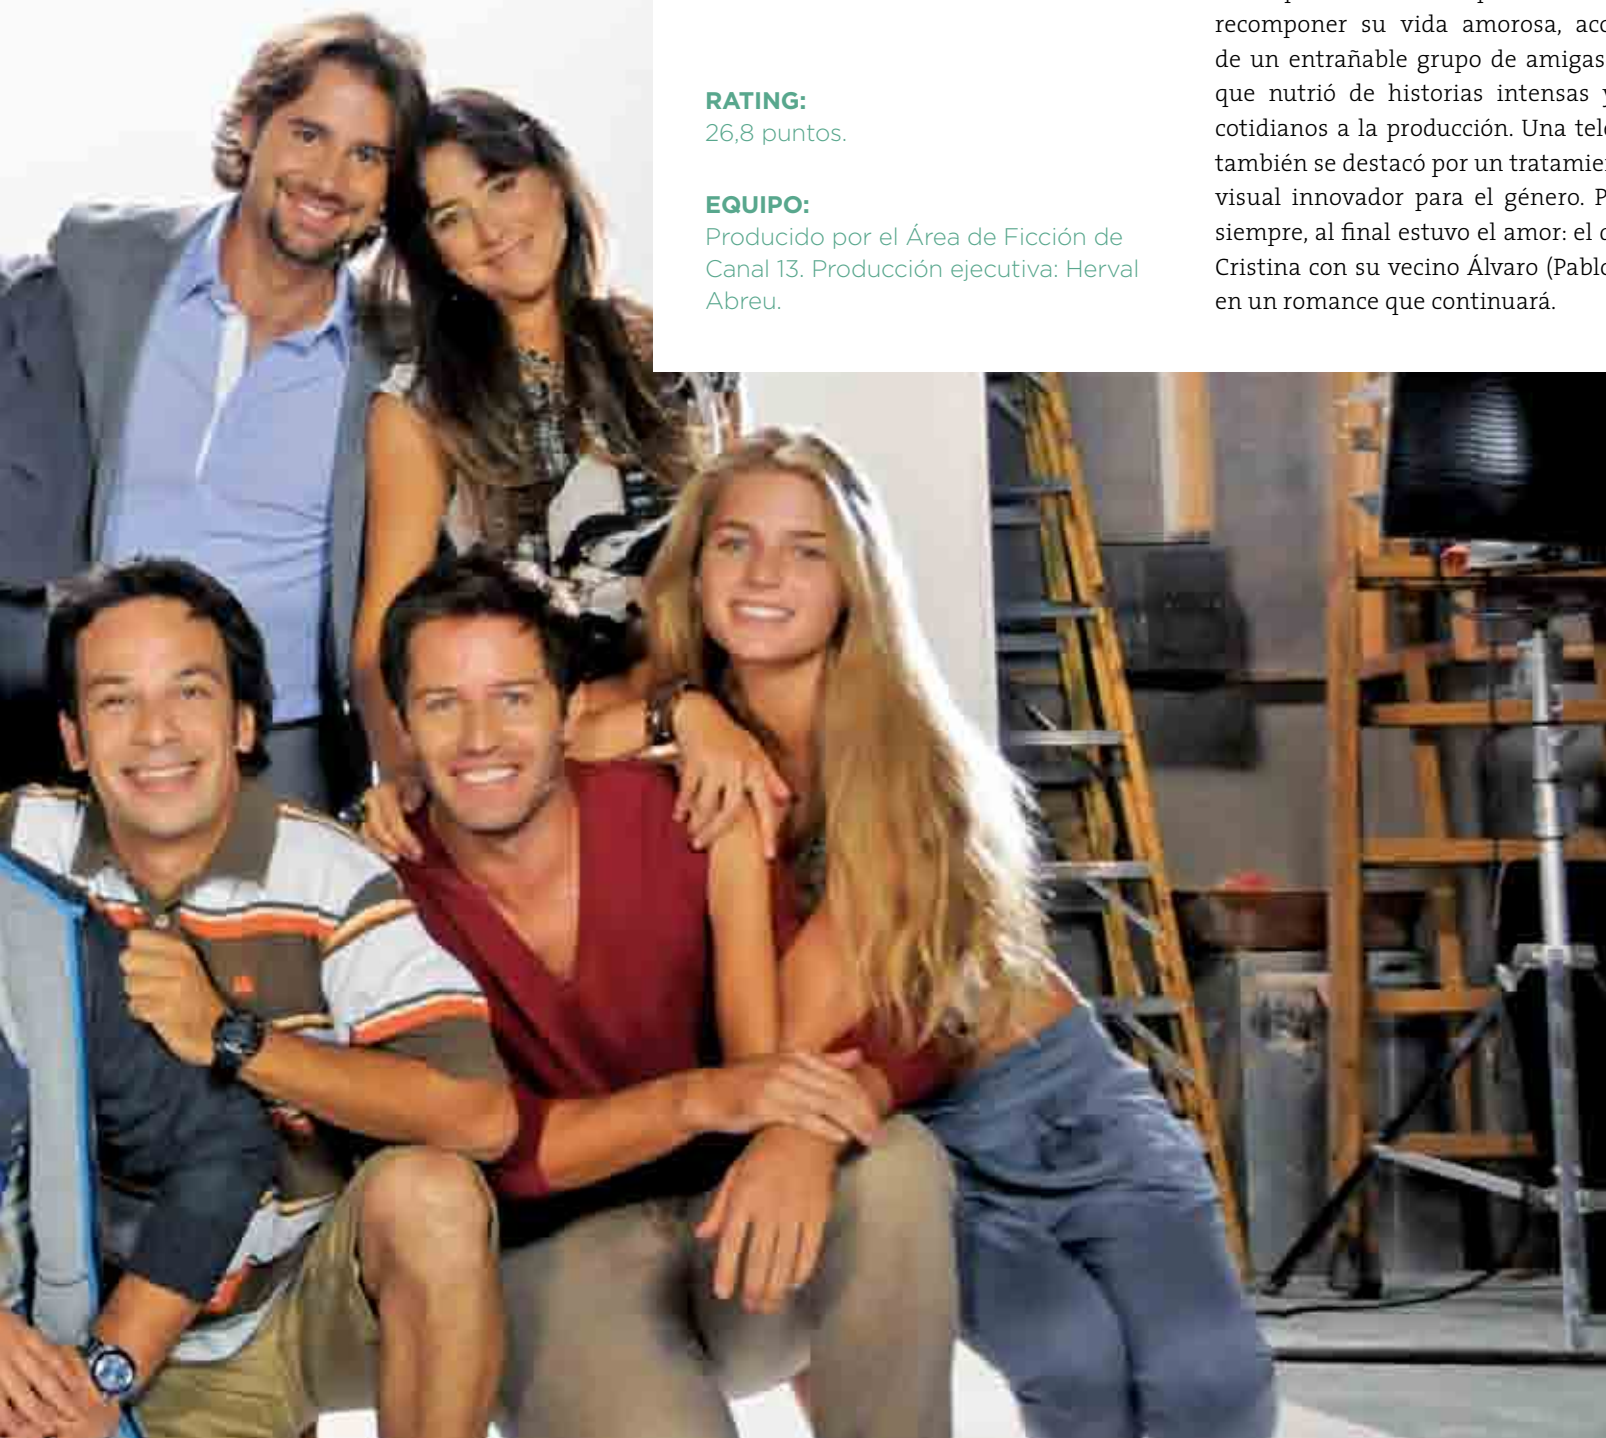 RATING:
26,8 puntos.
EQUIPO:
Producido por el Área de Ficción de
Canal 13. Producción ejecutiva: Herval
Abreu.
recomponer su vida amorosa,
de un entrañable grupo de amigas
que nutrió de historias intensas
cotidianos a la producción. Una
también se destacó por un
visual innovador para el género.
siempre, al final estuvo el amor: el
Cristina con su vecino Álvaro
en un romance que continuará.